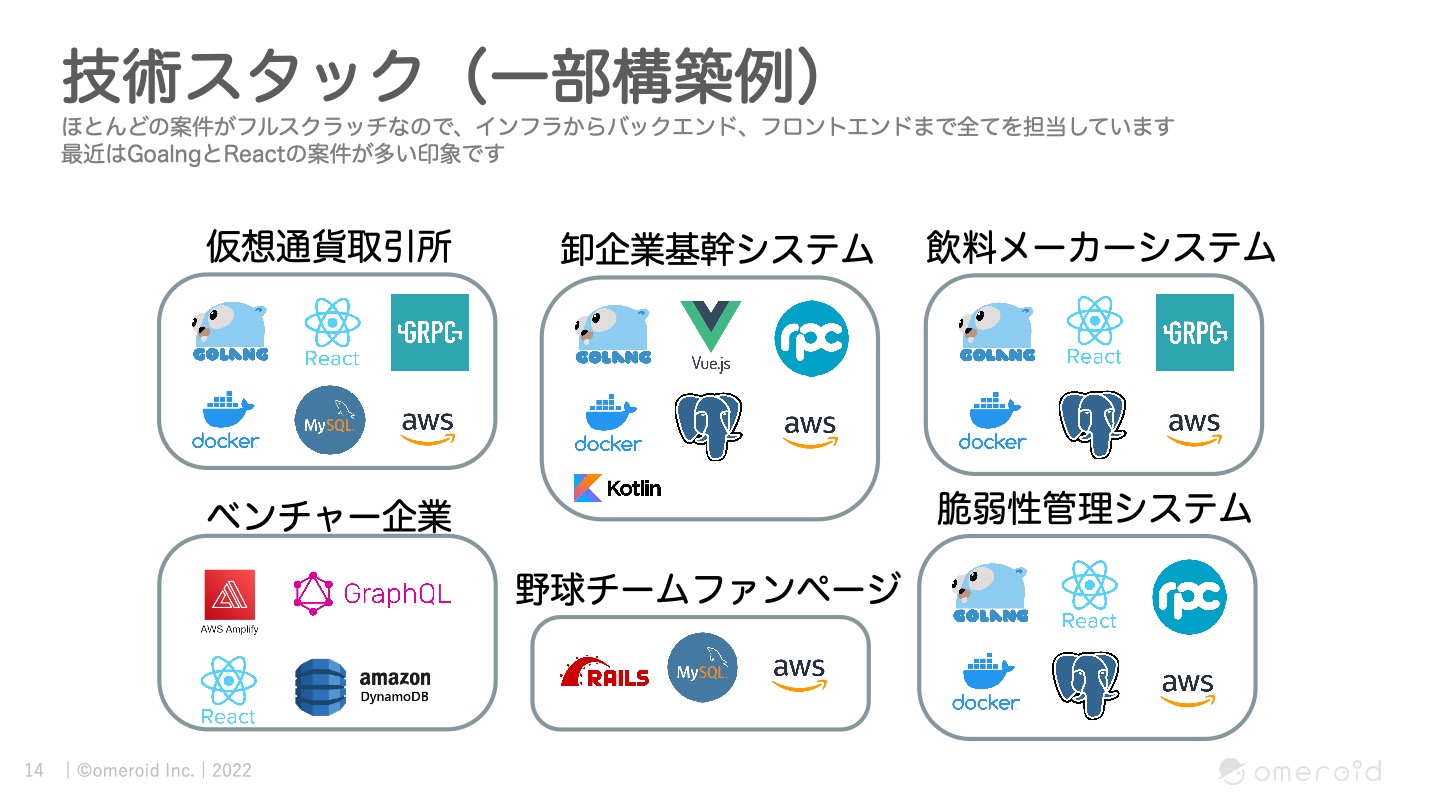 技術スタック（一部構築例）
ほとんどの案件がフルスクラッチなので、インフラからバックエンド、フロントエンドまで全てを担当しています
最近はGoalngとReactの案件が多い印象です
仮想通貨取引所
GOLANG
React
GRPC
docker
MySQL
aws
卸企業基幹システム
GOLANG
Vue.js
rpc
docker
aws
Kotlin
飲料メーカーシステム
GOLANG
React
GRPC
docker
aws
ベンチャー企業
AWS Amplify
GraphQL
React
amazon
DynamoDB
野球チームファンページ
RAILS
MySQL
aws
脆弱性管理システム
GOLANG
React
rpc
docker
aws
14 | ©omeroid Inc. | 2022
omeroid